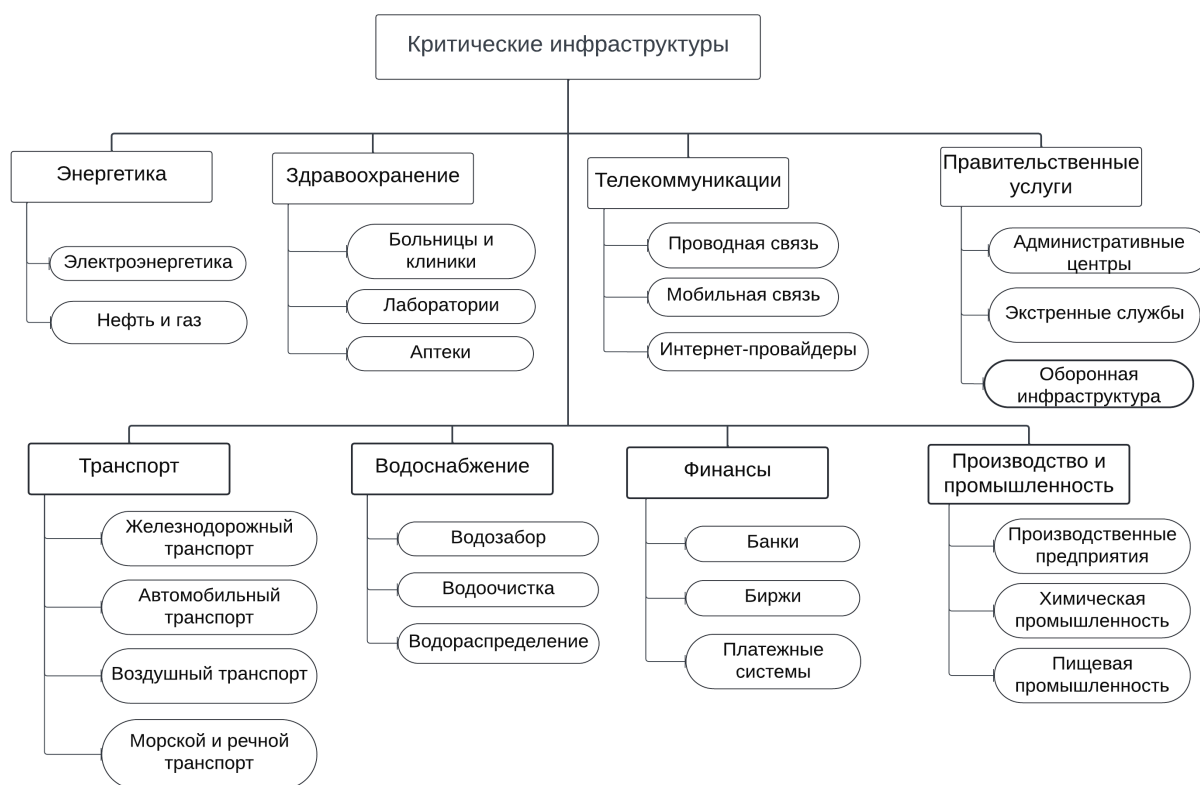 Критические инфраструктуры
Энергетика
Электроэнергетика
Нефть и газ
Здравоохранение
Больницы и
клиники
Лаборатории
Аптеки
Телекоммуникации
Проводная связь
Мобильная связь
Интернет-провайдеры
Правительственные
услуги
Административные
центры
Экстренные службы
Оборонная
инфраструктура
Транспорт
Железнодорожный
транспорт
Автомобильный
транспорт
Воздушный транспорт
Морской и речной
транспорт
Водоснабжение
Водозабор
Водоочистка
Водораспределение
Финансы
Банки
Биржи
Платежные
системы
Производство и
промышленность
Производственные
предприятия
Химическая
промышленность
Пищевая
промышленность